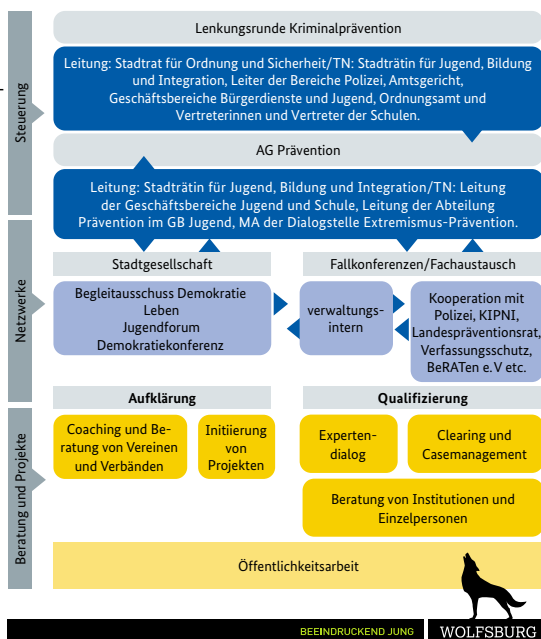 Steuerung
Lenkungsrunde Kriminalprävention
Leitung: Stadtrat für Ordnung und Sicherheit/TN: Stadträtin für Jugend, Bildung
und Integration, Leiter der Bereiche Polizei, Amtsgericht,
Geschäftsbereiche Bürgerdienste und Jugend, Ordnungsamt und
Vertreterinnen und Vertreter der Schulen.
AG Prävention
Leitung: Stadträtin für Jugend, Bildung und Integration/TN: Leitung
der Geschäftsbereiche Jugend und Schule, Leitung der Abteilung
Prävention im GB Jugend, MA der Dialogstelle Extremismus-Prävention.
Netzwerke
Stadtgesellschaft
Begleitausschuss Demokratie
Leben
Jugendforum
Demokratiekonferenz
Fallkonferenzen/Fachaustausch
verwaltungs-
intern
Kooperation mit
Polizei, KIPNI,
Landespräventionsrat,
Verfassungsschutz,
BeRATen e.V etc.
Beratung und Projekte
Aufklärung
Coaching und Be-
ratung von Vereinen
und Verbänden
Initiierung
von
Projekten
Qualifizierung
Experten-
dialog
Clearing und
Casemanagement
Beratung von Institutionen und
Einzelpersonen
Öffentlichkeitsarbeit
BEEINDRUCKEND JUNG
WOLFSBURG